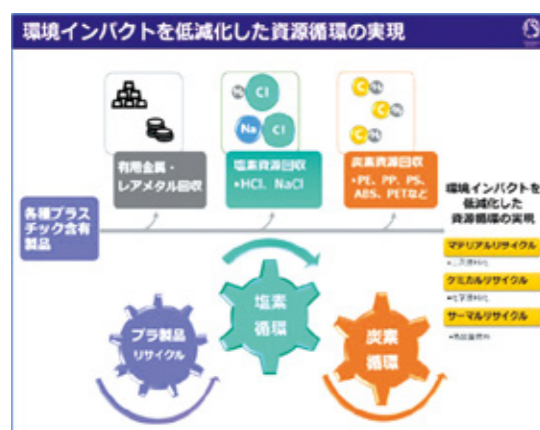 環境インパクトを低減化した資源循環の実現
Cl
Na
Cl
C
C
C
有用金属・
レアメタル回収
塩素資源回収
•HCl、NaCl
炭素資源回収
•PE、PP、PS、
ABS、PETなど
各種プラス
チック含有
製品
環境インパクトを
低減化した
資源循環の実現
マテリアルリサイクル
ケミカルリサイクル
サーマルリサイクル
プラ製品
リサイクル
塩素
循環
炭素
循環